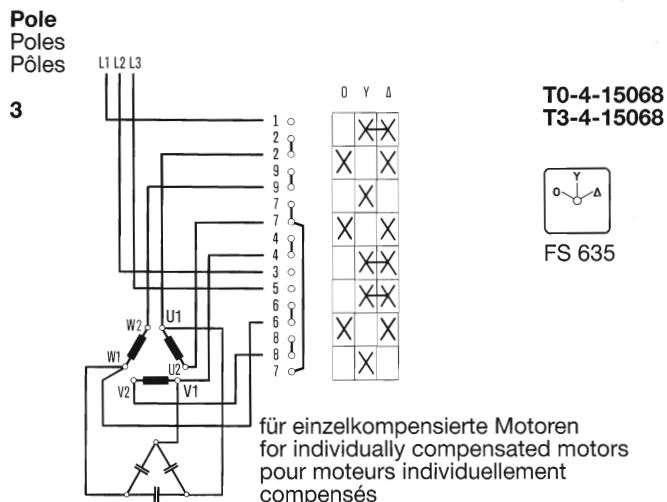 Pole
Poles
Pôles
3
L1 L2 L3
0 Y Δ
1
2
2
9
9
7
7
4
4
3
5
6
6
8
8
7
W2
U1
W1
U2
V2
V1
T0-4-15068
T3-4-15068
0 Y Δ
FS 635
für einzelkompensierte Motoren
for individually compensated motors
pour moteurs individuellement
compensés